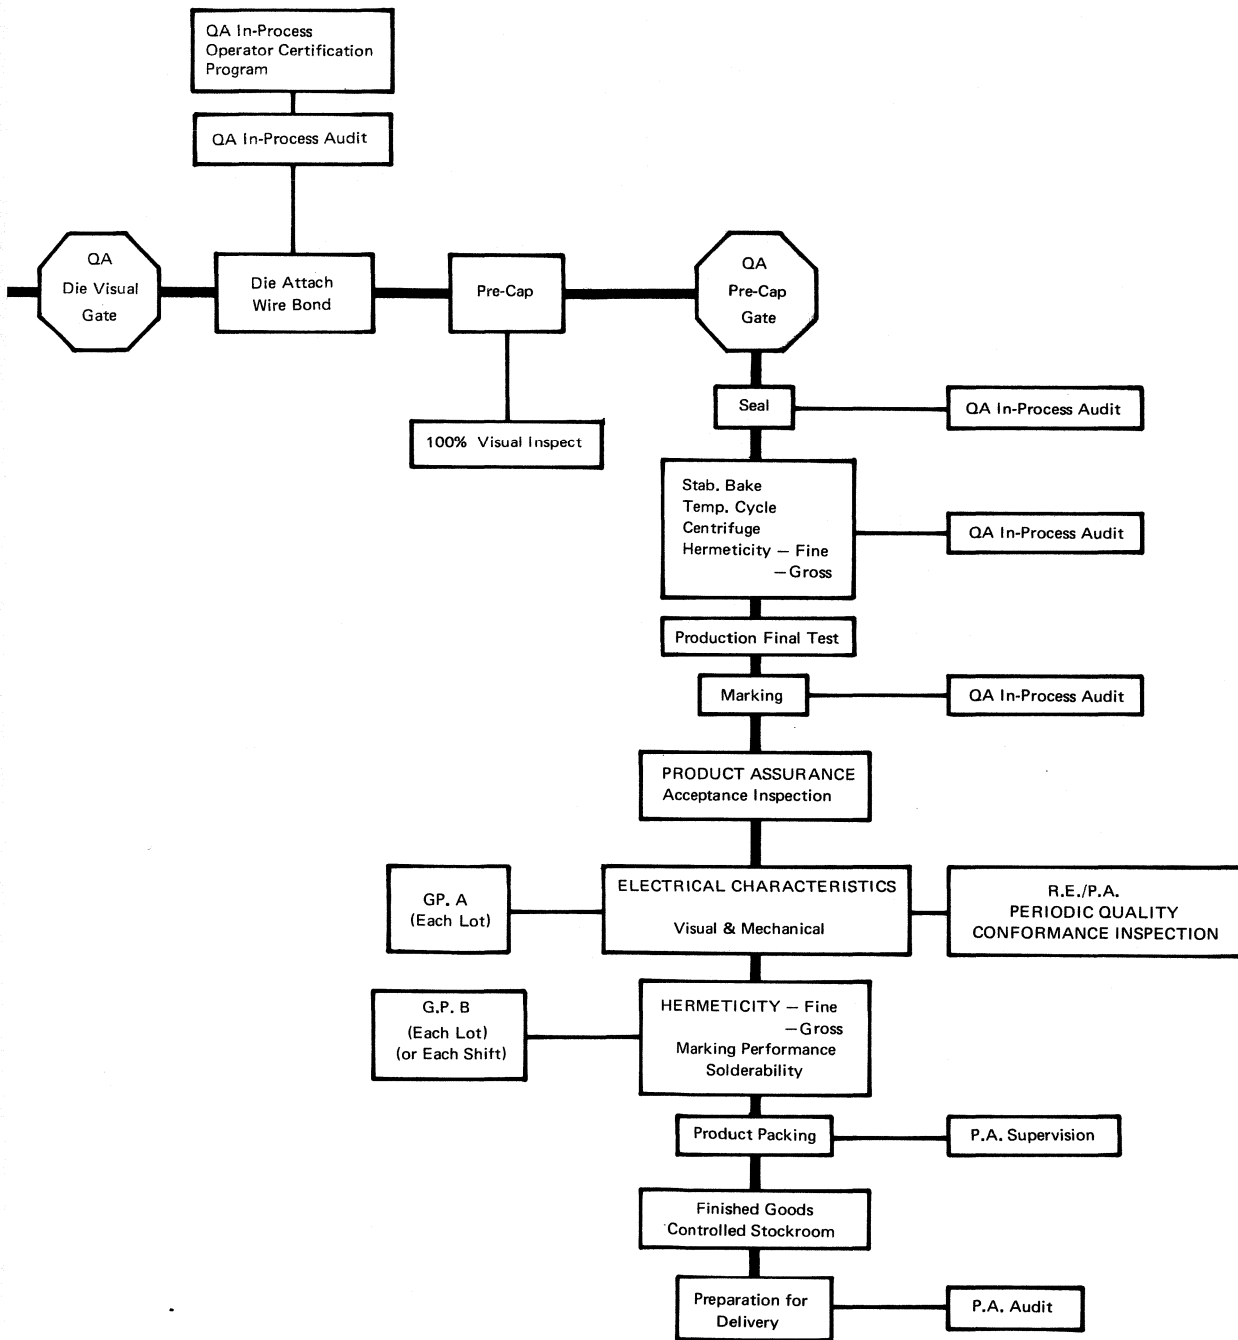 QA In-Process
Operator Certification
Program
QA In-Process Audit
QA
Die Visual
Gate
Die Attach
Wire Bond
Pre-Cap
QA
Pre-Cap
Gate
100% Visual Inspect
Seal
QA In-Process Audit
Stab. Bake
Temp. Cycle
Centrifuge
Hermeticity — Fine
— Gross
QA In-Process Audit
Production Final Test
Marking
QA In-Process Audit
PRODUCT ASSURANCE
Acceptance Inspection
GP. A
(Each Lot)
ELECTRICAL CHARACTERISTICS
Visual & Mechanical
R.E./P.A.
PERIODIC QUALITY
CONFORMANCE INSPECTION
G.P. B
(Each Lot)
(or Each Shift)
HERMETICITY — Fine
—Gross
Marking Performance
Solderability
Product Packing
P.A. Supervision
Finished Goods
Controlled Stockroom
Preparation for
Delivery
P.A. Audit